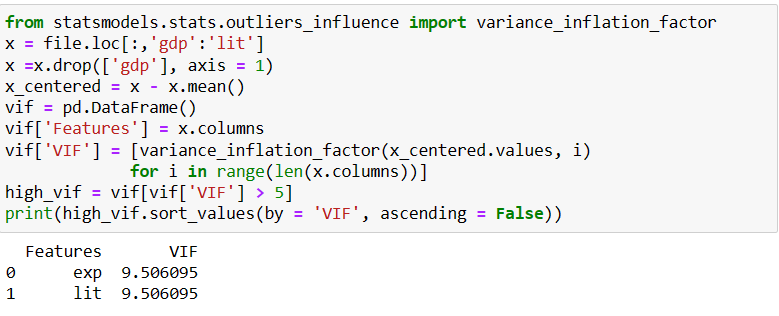 from statsmodels.stats.outliers_influence import variance_inflation_factor
x = file.loc[:,'gdp':'lit']
x =x.drop(['gdp'], axis = 1)
x_centered = x - x.mean()
vif = pd.DataFrame()
vif['Features'] = x.columns
vif['VIF'] = [variance_inflation_factor(x_centered.values, i)
             for i in range(len(x.columns))]
high_vif = vif[vif['VIF'] > 5]
print(high_vif.sort_values(by = 'VIF', ascending = False))
  Features       VIF
0      exp  9.506095
1      lit  9.506095